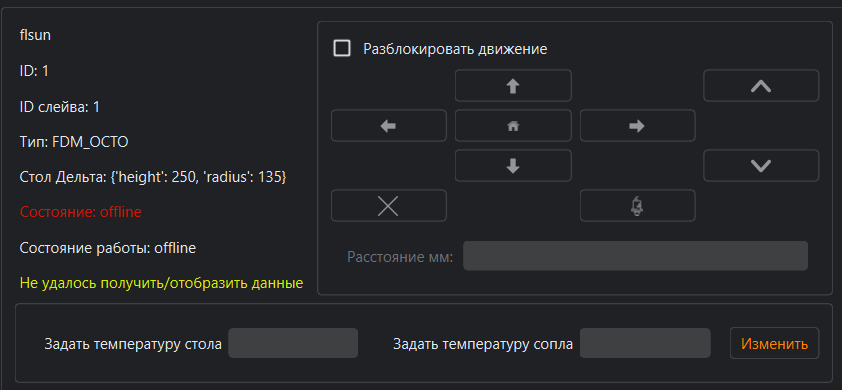 flsun
ID: 1
ID слейва: 1
Тип: FDM_OCTO
Стол Дельта: {'height': 250, 'radius': 135}
Состояние: offline
Состояние работы: offline
Не удалось получить/отобразить данные
Разблокировать движение
Расстояние мм:
Задать температуру стола
Задать температуру сопла
Изменить